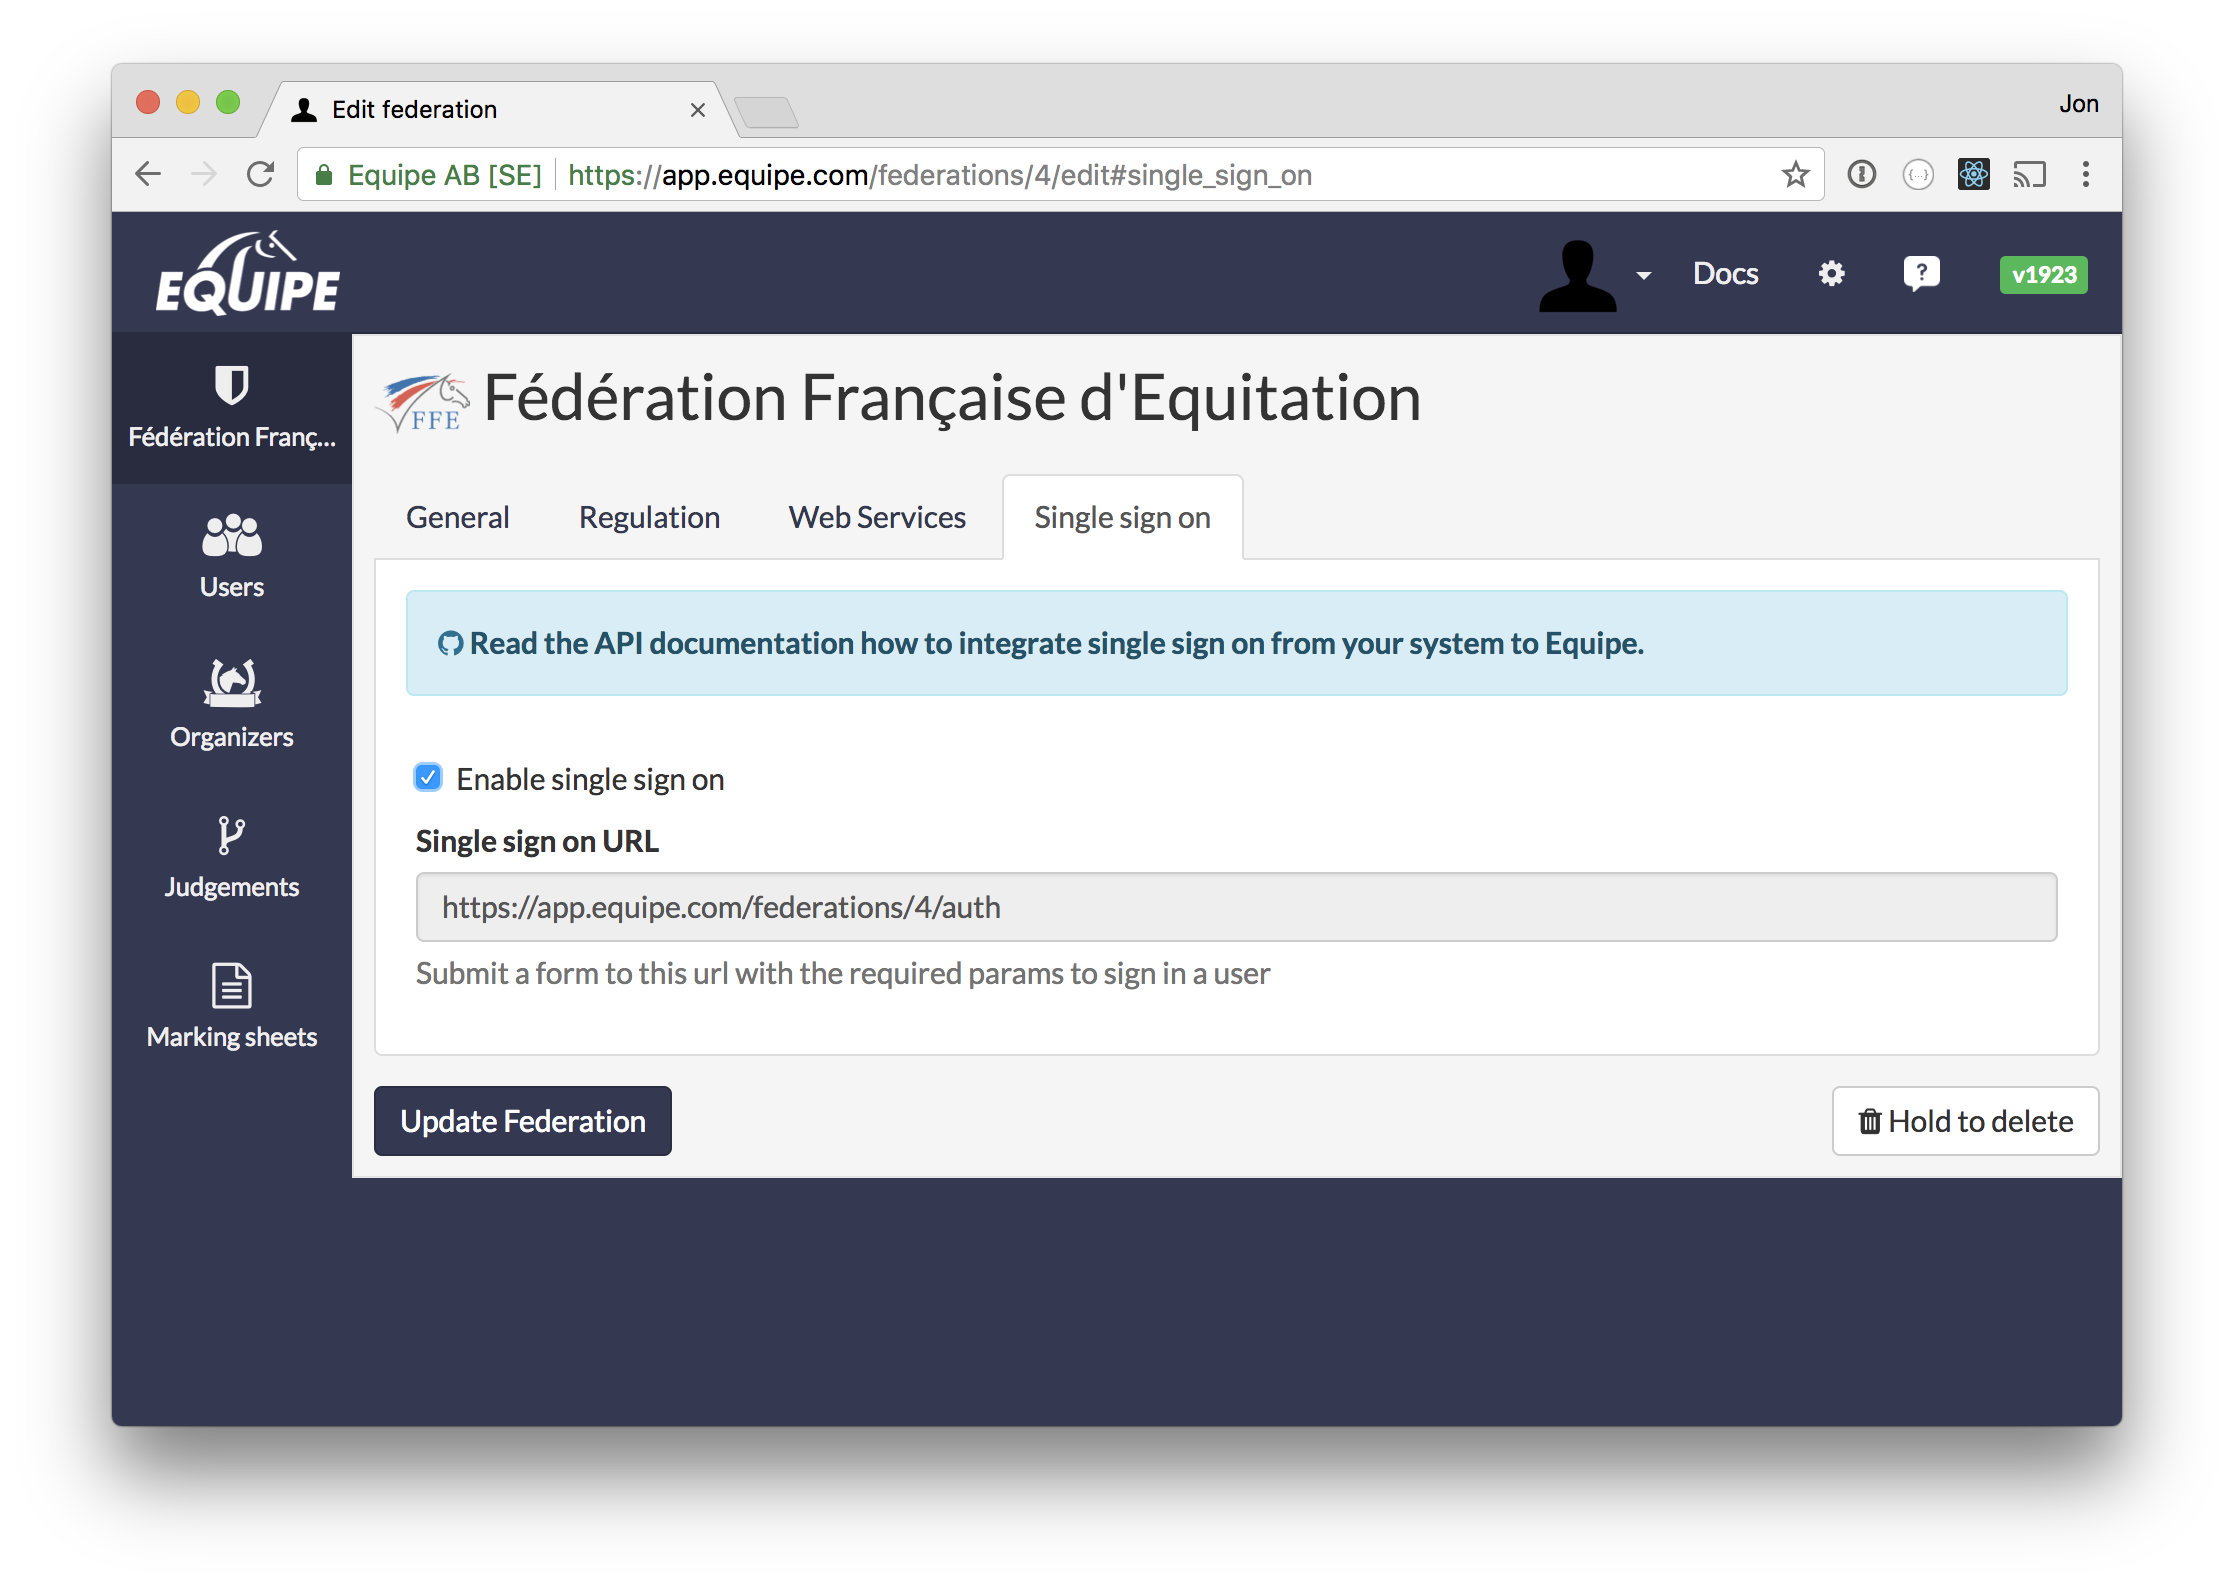 Edit federation
Jon
Equipe AB [SE] https://app.equipe.com/federations/4/edit#single_sign_on
EQUIPE
Docs
?
v1923
Fédération Franç...
Users
Organizers
Judgements
Marking sheets
FFE
Fédération Française d'Equitation
General
Regulation
Web Services
Single sign on
Read the API documentation how to integrate single sign on from your system to Equipe.
Enable single sign on
Single sign on URL
https://app.equipe.com/federations/4/auth
Submit a form to this url with the required params to sign in a user
Update Federation
Hold to delete